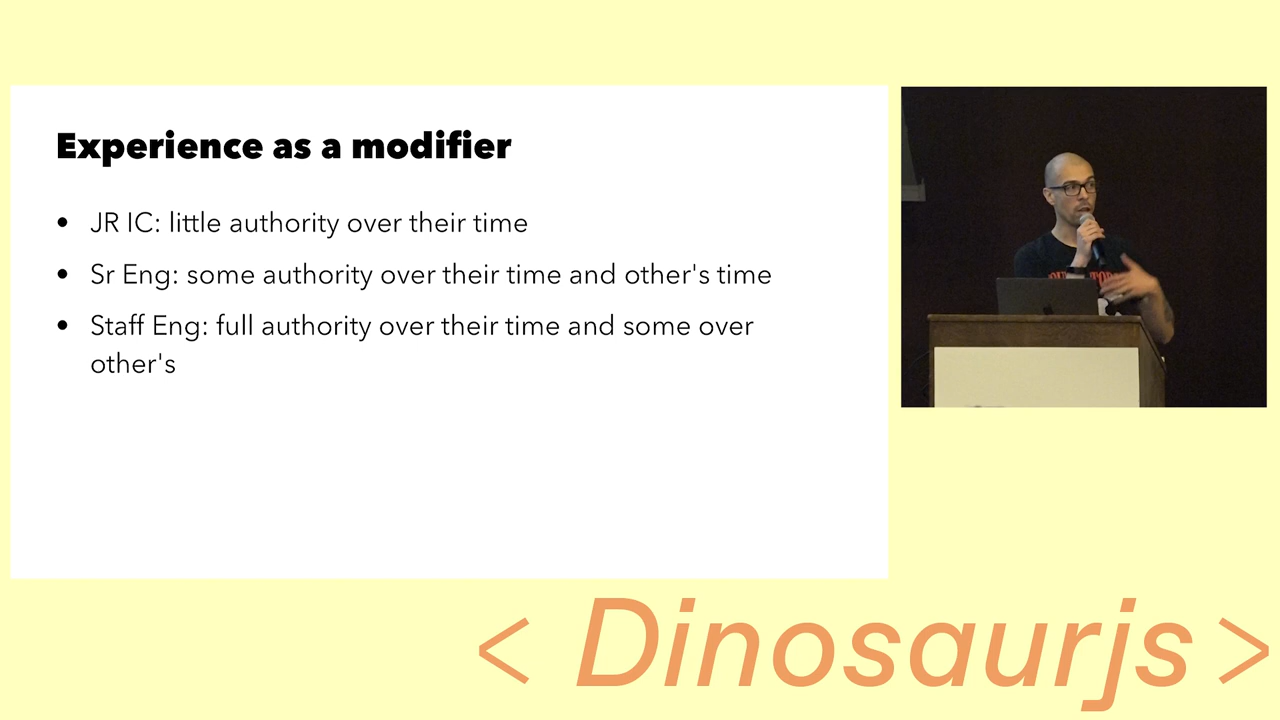 Experience as a modifier
• JR IC: little authority over their time
• Sr Eng: some authority over their time and other's time
• Staff Eng: full authority over their time and some over
other's
< Dinosaurjs >